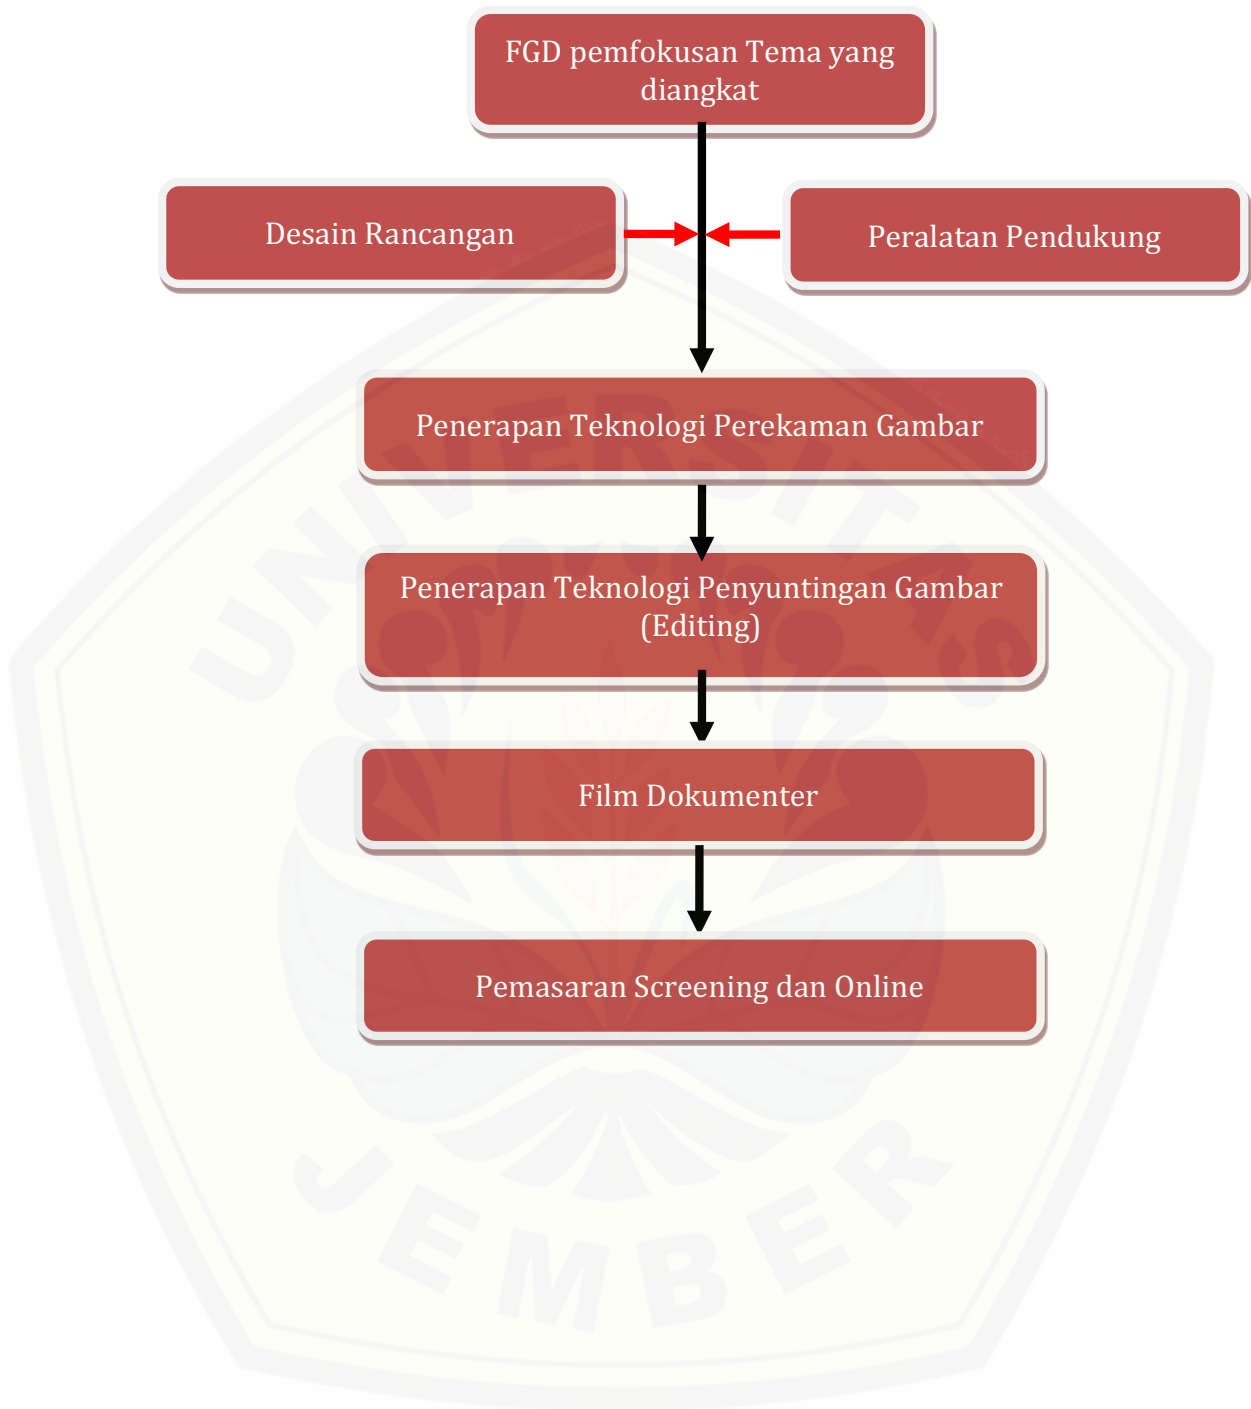 FGD pemfokusan Tema yang
diangkat
Desain Rancangan
Peralatan Pendukung
Penerapan Teknologi Perekaman Gambar
Penerapan Teknologi Penyuntingan Gambar
(Editing)
Film Dokumenter
Pemasaran Screening dan Online
UNIVERSITAS
JEMBER